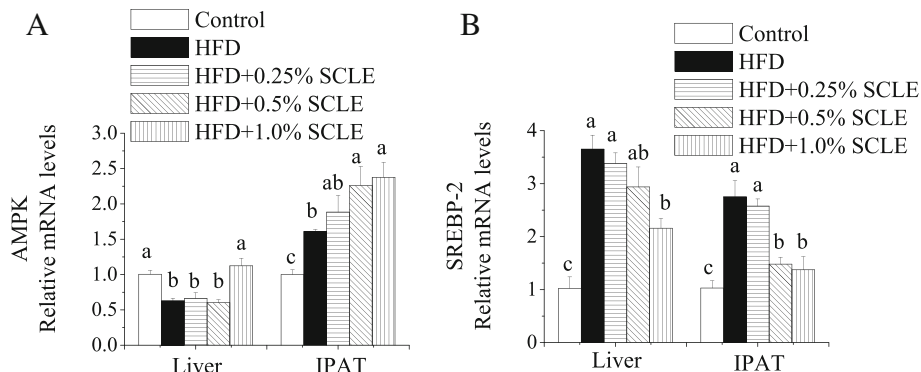 A
Control
HFD
HFD+0.25% SCLE
HFD+0.5% SCLE
HFD+1.0% SCLE
AMPK
Relative mRNA levels
3.0
2.5
2.0
1.5
1.0
0.5
0.0
a
b
b
b
a
c
b
ab
a
a
Liver
IPAT
B
Control
HFD
HFD+0.25% SCLE
HFD+0.5% SCLE
HFD+1.0% SCLE
SREBP-2
Relative mRNA levels
4
3
2
1
0
c
a
a
ab
b
c
a
a
b
b
Liver
IPAT